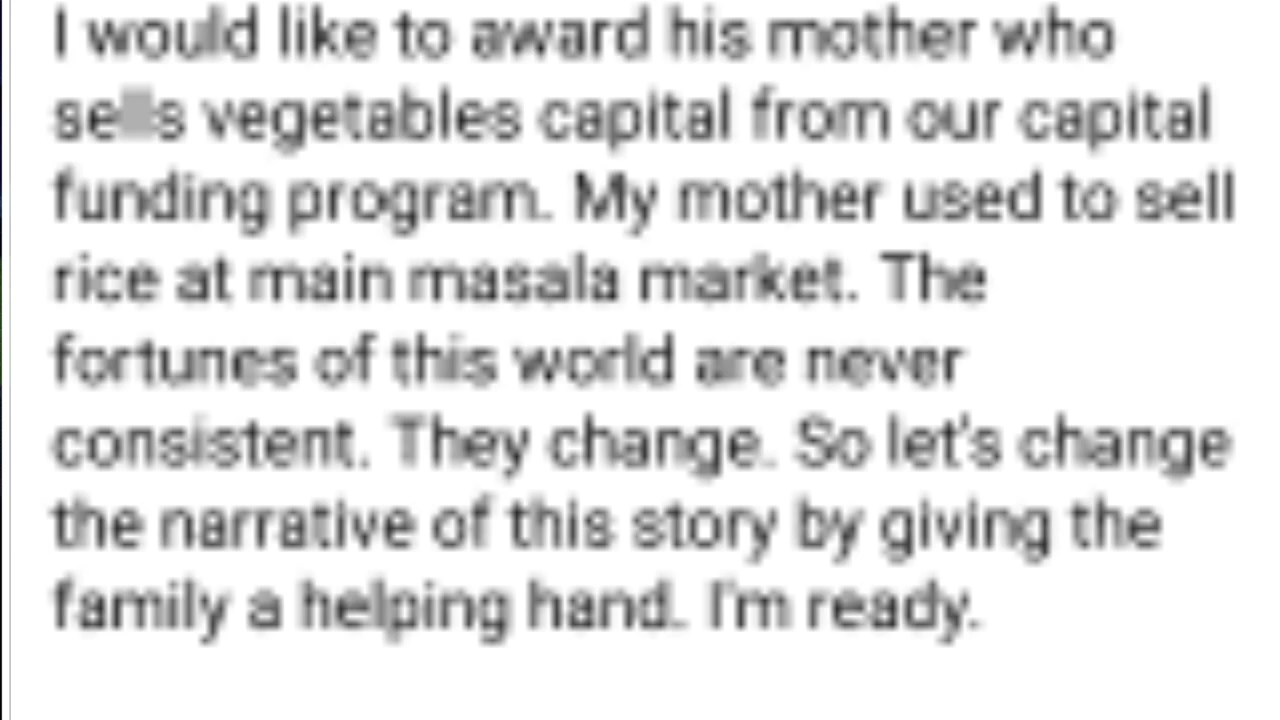 I would like to award his mother who
sells vegetables capital from our capital
funding program. My mother used to sell
rice at main masala market. The
fortunes of this world are never
consistent. They change. So let's change
the narrative of this story by giving the
family a helping hand. I'm ready.